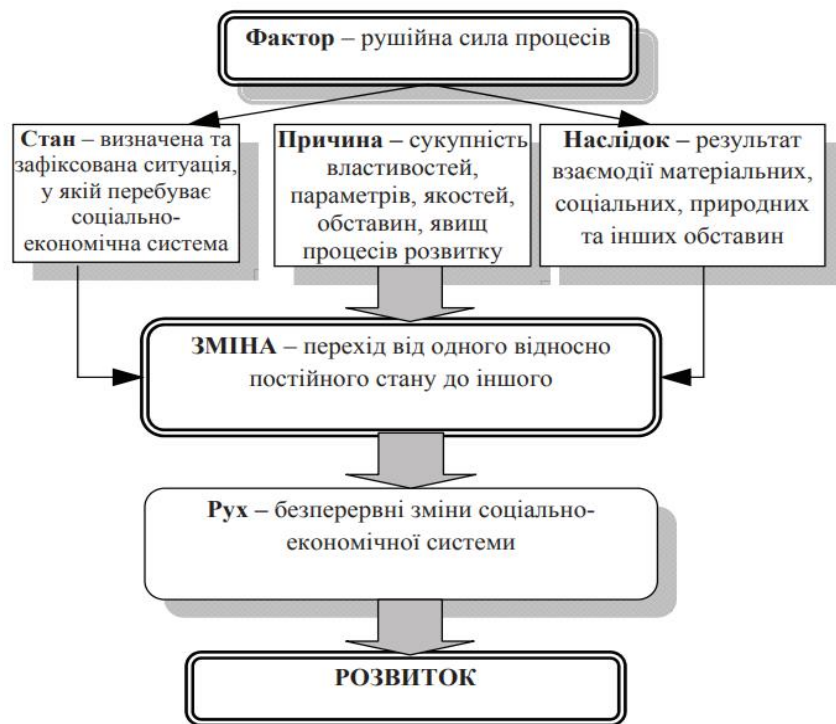 Фактор – рушійна сила процесів
Стан – визначена та
зафіксована ситуація,
у якій перебуває
соціально-
економічна система
Причина – сукупність
властивостей,
параметрів, якостей,
обставин, явищ
процесів розвитку
Наслідок – результат
взаємодії матеріальних,
соціальних, природних
та інших обставин
ЗМІНА – перехід від одного відносно
постійного стану до іншого
Рух – безперервні зміни соціально-
економічної системи
РОЗВИТОК